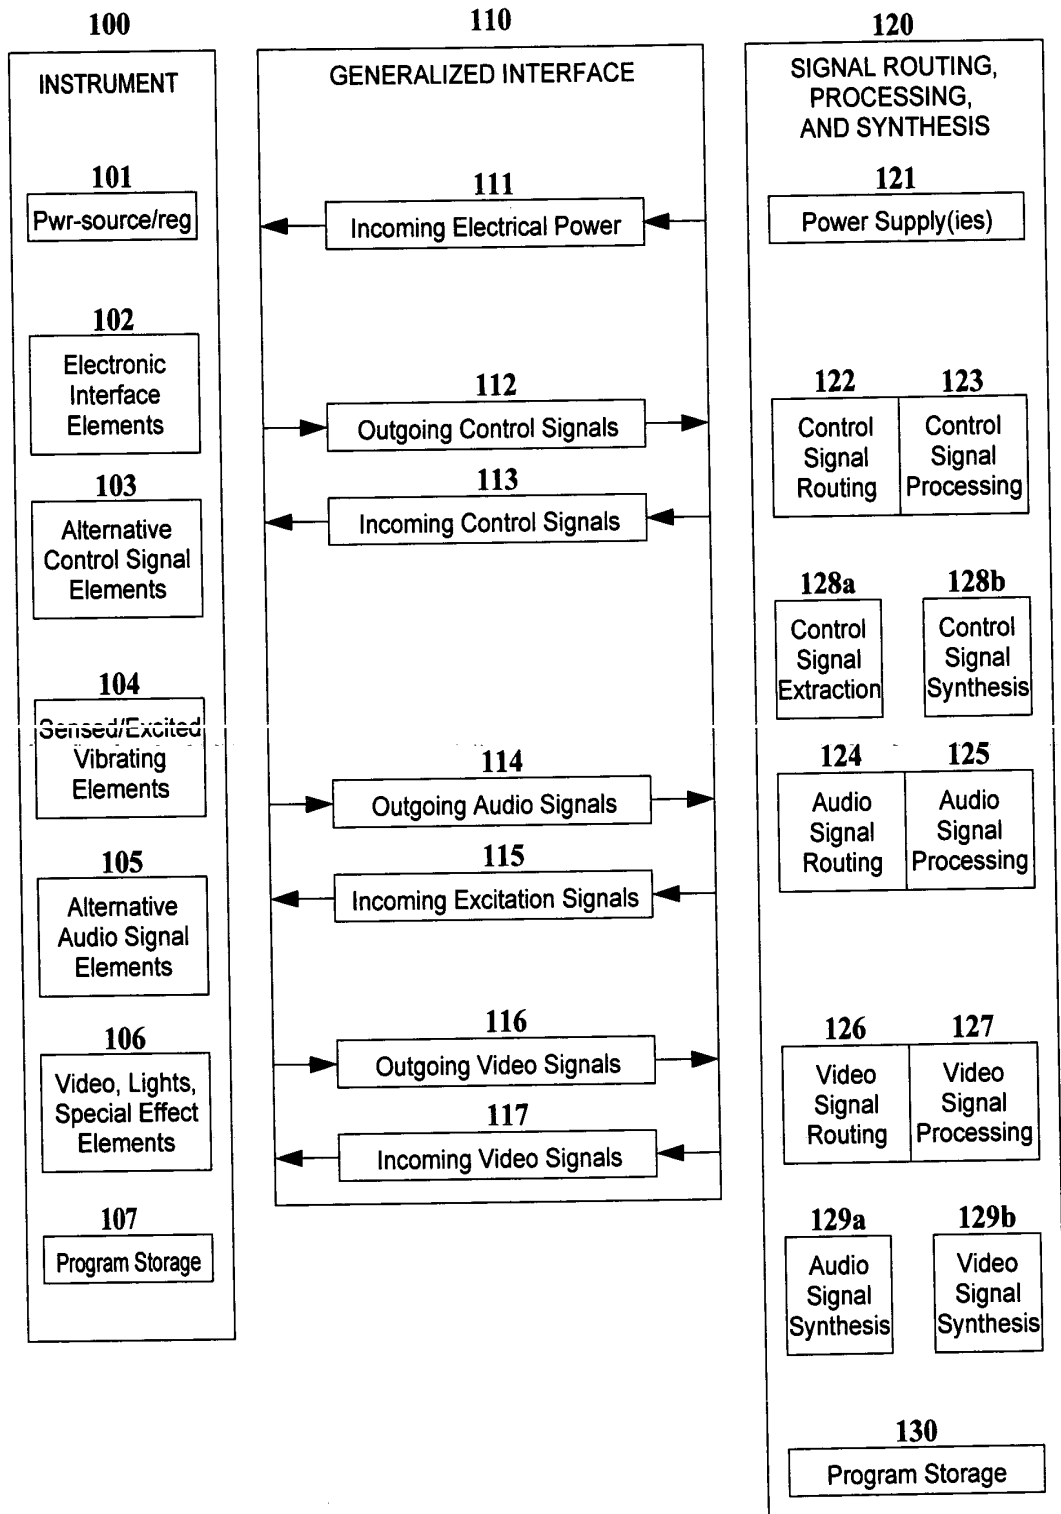 100
INSTRUMENT
101
Pwr-source/reg
102
Electronic
Interface
Elements
103
Alternative
Control Signal
Elements
104
Sensed/Excited
Vibrating
Elements
105
Alternative
Audio Signal
Elements
106
Video, Lights,
Special Effect
Elements
107
Program Storage
110
GENERALIZED INTERFACE
111
Incoming Electrical Power
112
Outgoing Control Signals
113
Incoming Control Signals
114
Outgoing Audio Signals
115
Incoming Excitation Signals
116
Outgoing Video Signals
117
Incoming Video Signals
120
SIGNAL ROUTING,
PROCESSING,
AND SYNTHESIS
121
Power Supply(ies)
122
Control
Signal
Routing
123
Control
Signal
Processing
128a
Control
Signal
Extraction
128b
Control
Signal
Synthesis
124
Audio
Signal
Routing
125
Audio
Signal
Processing
126
Video
Signal
Routing
127
Video
Signal
Processing
129a
Audio
Signal
Synthesis
129b
Video
Signal
Synthesis
130
Program Storage